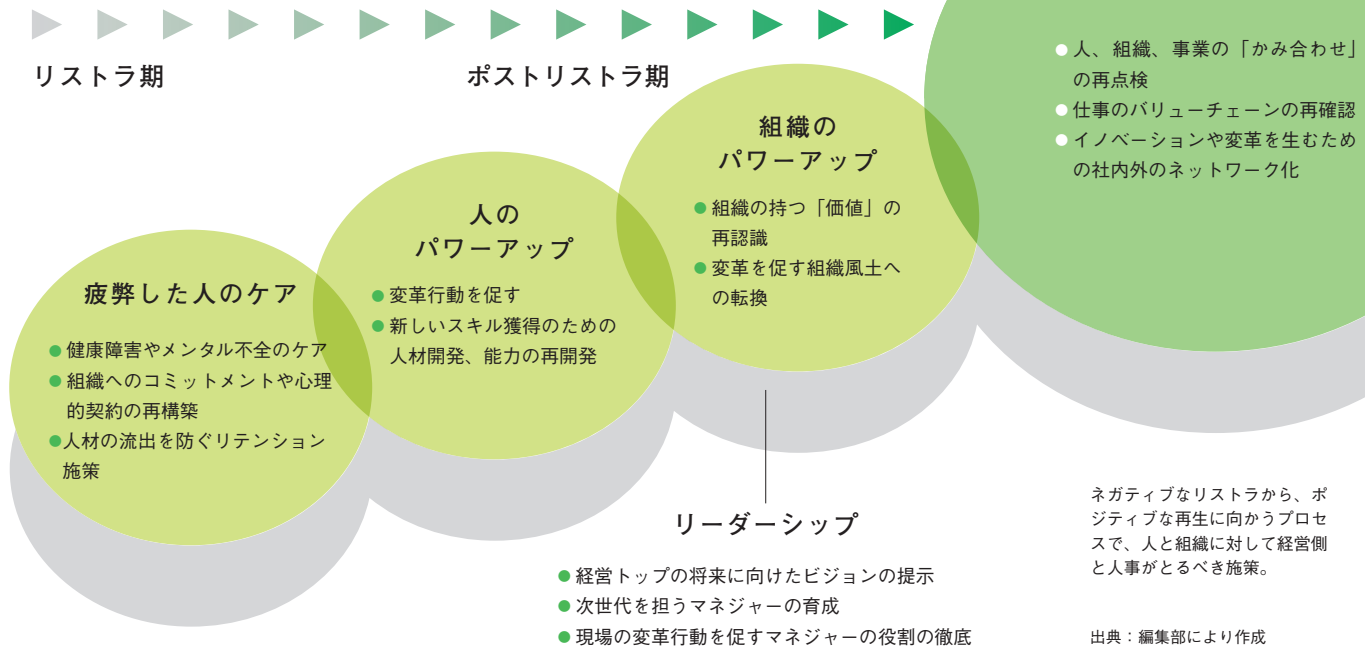 リストラ期
ポストリストラ期
疲弊した人のケア
●健康障害やメンタル不全のケア
●組織へのコミットメントや心理
的契約の再構築
●人材の流出を防ぐリテンション
施策
人の
パワーアップ
●変革行動を促す
●新しいスキル獲得のための
人材開発、能力の再開発
組織の
パワーアップ
●組織の持つ「価値」の
再認識
●変革を促す組織風土へ
の転換
●人、組織、事業の「かみ合わせ」
の再点検
●仕事のバリューチェーンの再確認
●イノベーションや変革を生むため
の社内外のネットワーク化
リーダーシップ
●経営トップの将来に向けたビジョンの提示
●次世代を担うマネジャーの育成
●現場の変革行動を促すマネジャーの役割の徹底
ネガティブなリストラから、ポ
ジティブな再生に向かうプロセ
スで、人と組織に対して経営側
と人事がとるべき施策。
出典：編集部により作成